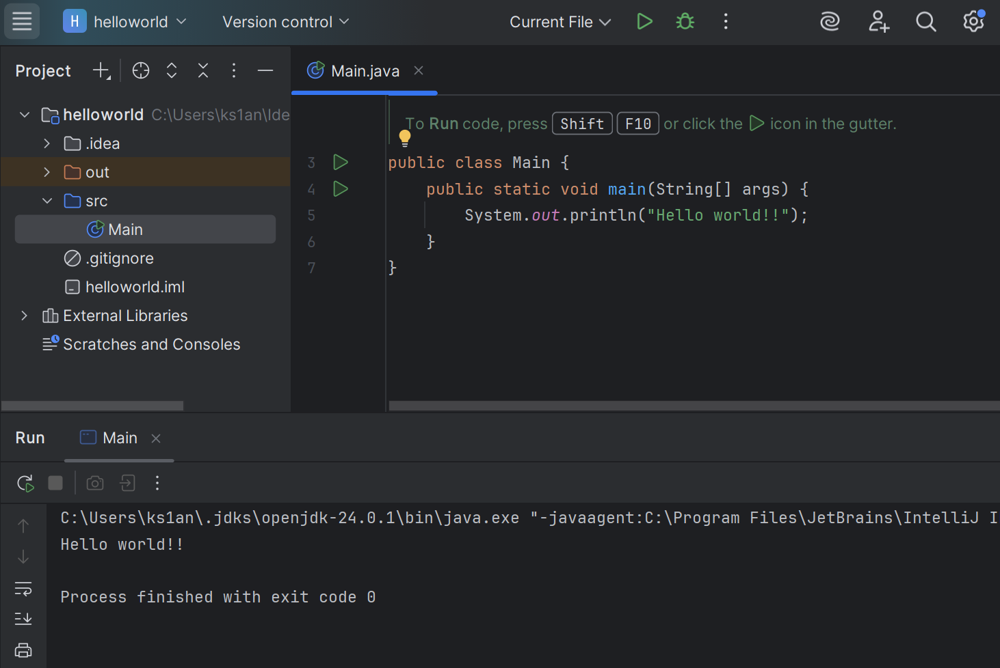 H helloworld Version control Current File
Project
Main.java
helloworld C:\Users\ks1an\Ide
.idea
out
src
Main
.gitignore
helloworld.iml
External Libraries
Scratches and Consoles
To Run code, press Shift F10 or click the icon in the gutter.
3 public class Main {
4 public static void main(String[] args) {
5 System.out.println("Hello world!!");
6 }
7 }
Run Main
C:\Users\ks1an\.jdks\openjdk-24.0.1\bin\java.exe "-javaagent:C:\Program Files\JetBrains\IntelliJ I
Hello world!!
Process finished with exit code 0